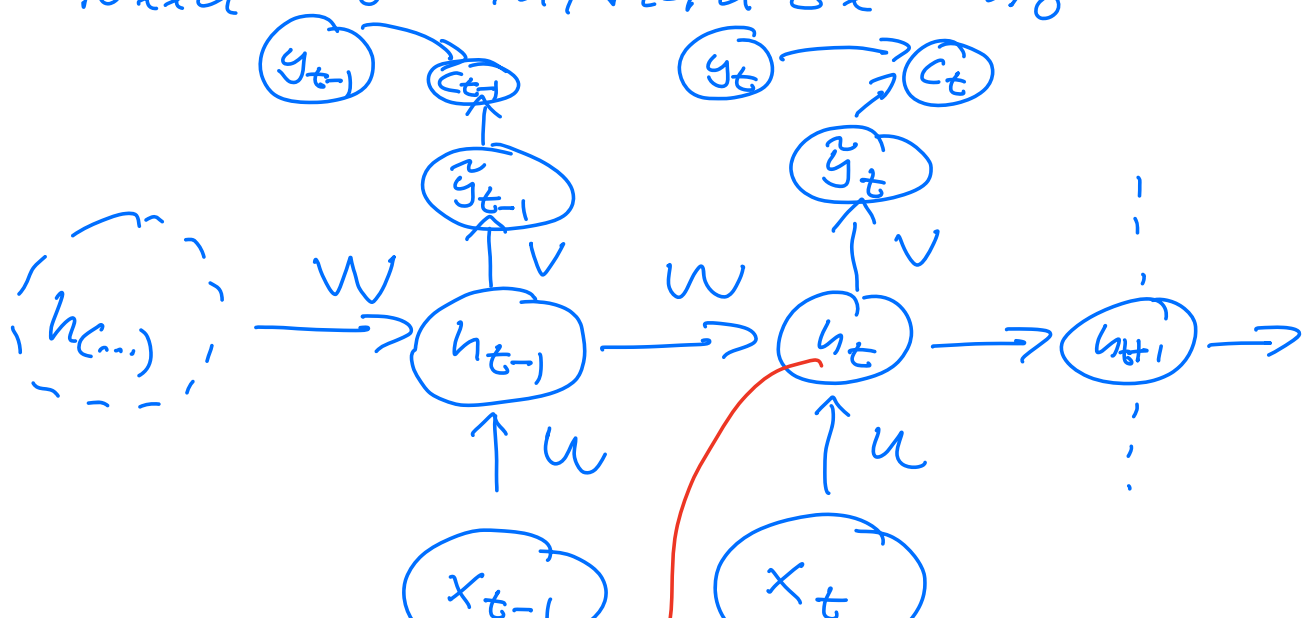 y_{t-1} c_{t-1} y_t c_t
ỹ_{t-1} ỹ_t
W V W V
h_{(...)} h_{t-1} h_t h_{t+1}
U U
x_{t-1} x_t